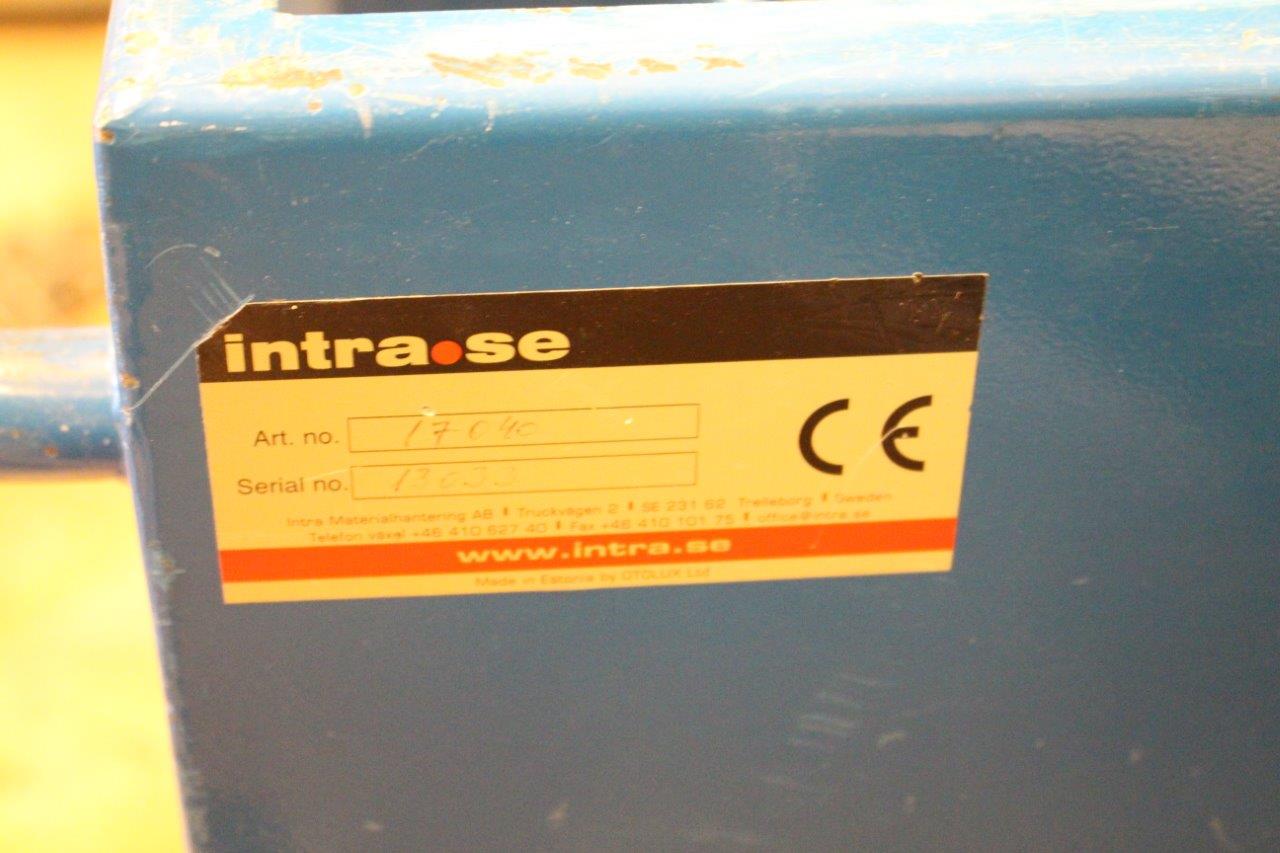 intra.se
Art. no. 17040
Serial no. 13033
CE
Intra Materialhantering AB Truckvägen 2 SE 231 62 Trelleborg Sweden
Telefon växel +46 410 627 40 Fax +46 410 101 75 office@intra.se
www.intra.se
Made in Estonia by OTOLUX Ltd